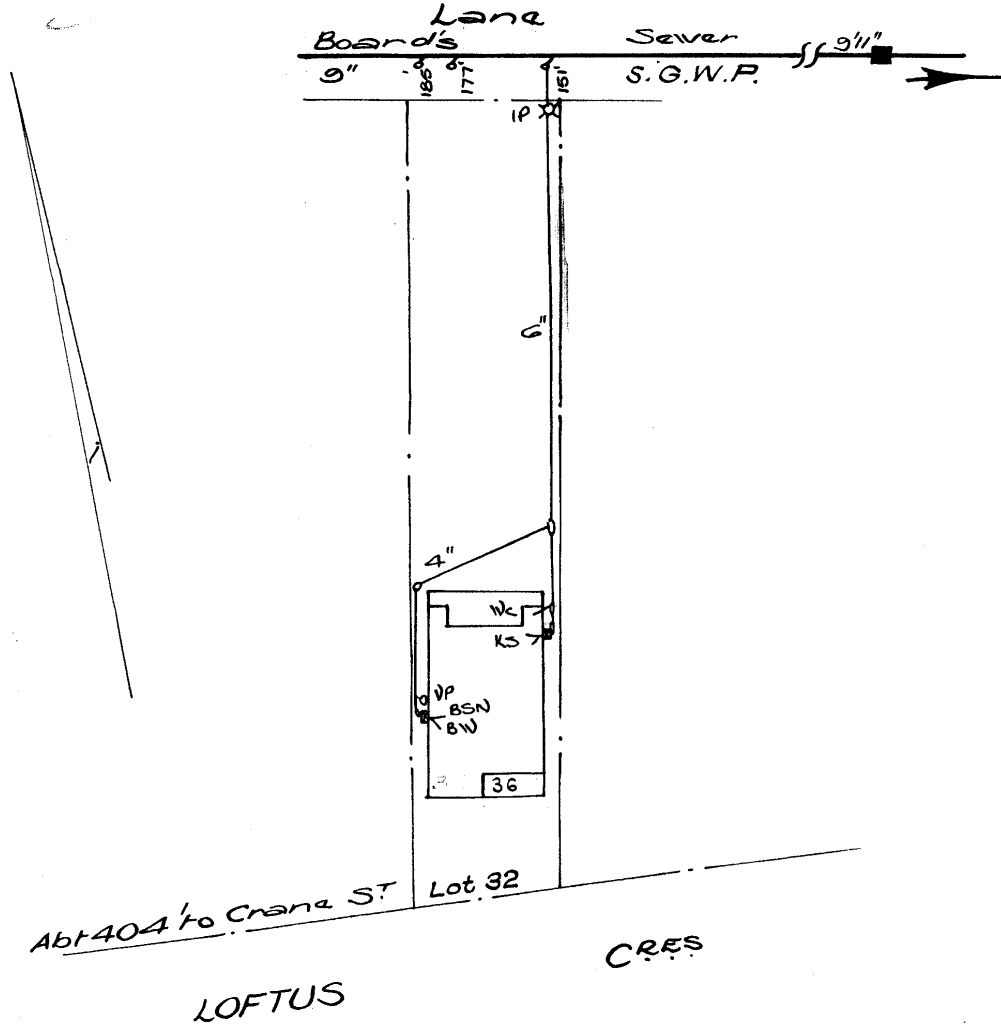 Lane
Board's Sewer 9'11"
9" 186' 177' 151' S.G.W.P.
IP
6"
4"
Wc
KS
VP
BSN
BW
36
Abt 404' to Crane St Lot 32
LOFTUS CRES